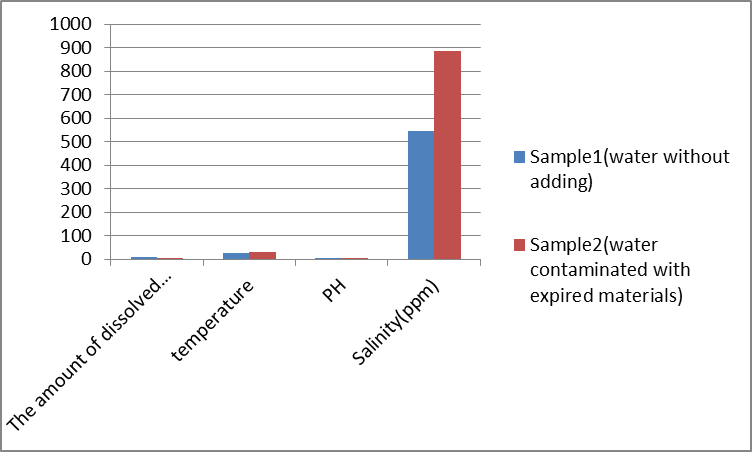 1000
900
800
700
600
500
400
300
200
100
0
The amount of dissolved...
temperature
PH
Salinity(ppm)
Sample1(water without
adding)
Sample2(water
contaminated with
expired materials)